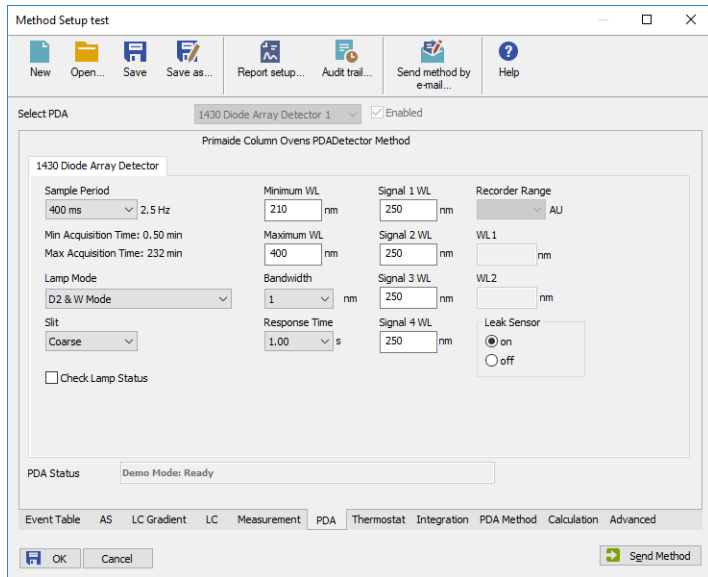 Method Setup test
New Open... Save Save as... Report setup... Audit trail... Send method by e-mail... Help
Select PDA 1430 Diode Array Detector 1 Enabled
Primaide Column Ovens PDADetector Method
1430 Diode Array Detector
Sample Period Minimum WL Signal 1 WL Recorder Range
400 ms 2.5 Hz 210 nm 250 nm AU
Min Acquisition Time: 0.50 min Maximum WL Signal 2 WL WL1
Max Acquisition Time: 232 min 400 nm 250 nm nm
Lamp Mode Bandwidth Signal 3 WL WL2
D2 & W Mode 1 nm 250 nm nm
Slit Response Time Signal 4 WL Leak Sensor
Coarse 1.00 s 250 nm on
off
Check Lamp Status
PDA Status Demo Mode: Ready
Event Table AS LC Gradient LC Measurement PDA Thermostat Integration PDA Method Calculation Advanced
OK Cancel Send Method